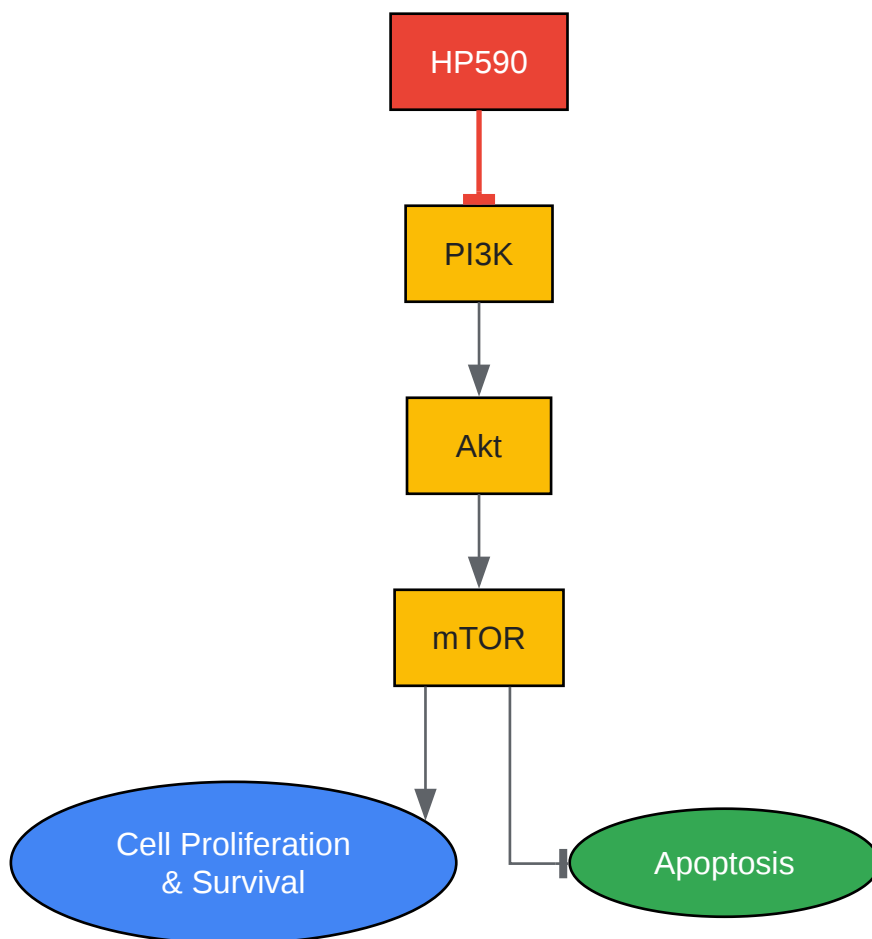 HP590
PI3K
Akt
mTOR
Cell Proliferation
& Survival
Apoptosis